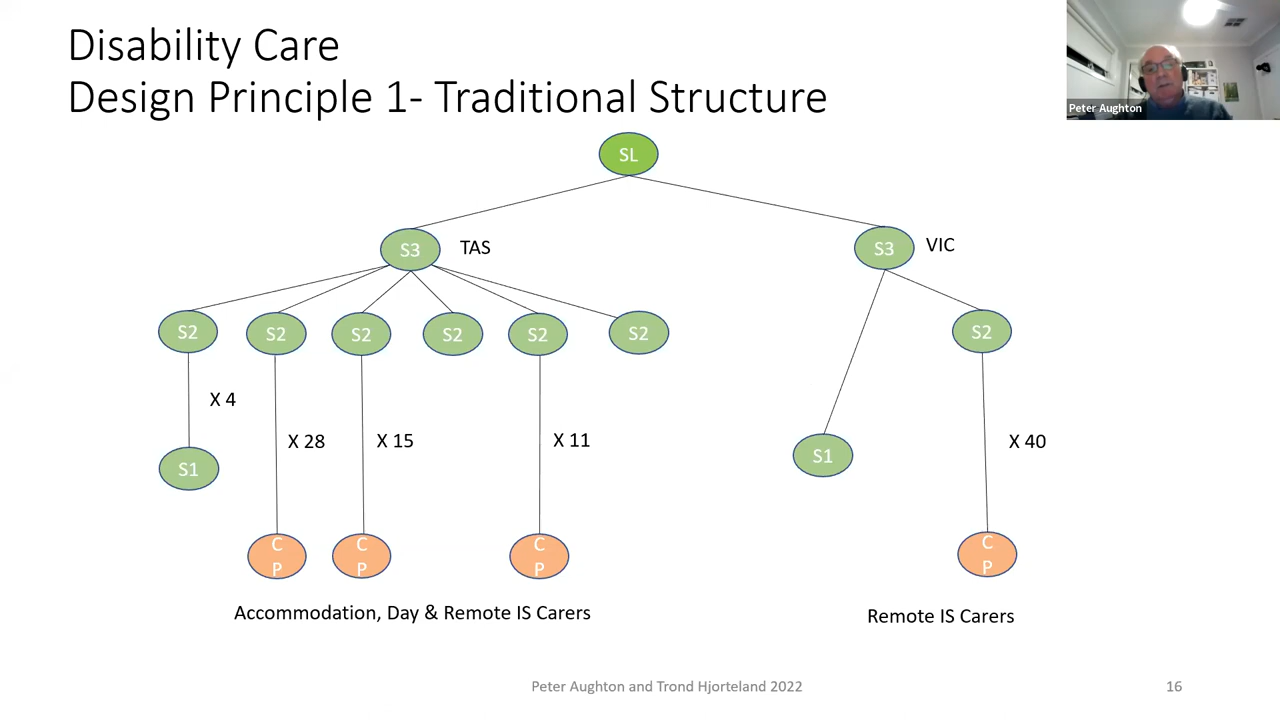 Disability Care
Design Principle 1- Traditional Structure
Peter Aughton
SL
S3
TAS
S3
VIC
S2
S2
S2
S2
S2
S2
S2
X 4
X 28
X 15
X 11
X 40
S1
S1
C
P
C
P
C
P
C
P
Accommodation, Day & Remote IS Carers
Remote IS Carers
Peter Aughton and Trond Hjorteland 2022
16